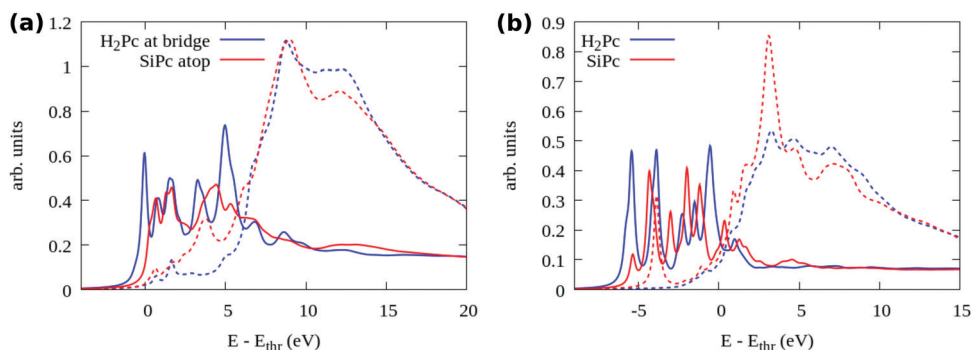 (a)
1.2
1
0.8
0.6
0.4
0.2
0
arb. units
H₂Pc at bridge
SiPc atop
0 5 10 15 20
E - Eₜₕᵣ (eV)
(b)
0.9
0.8
0.7
0.6
0.5
0.4
0.3
0.2
0.1
0
arb. units
H₂Pc
SiPc
-5 0 5 10 15
E - Eₜₕᵣ (eV)